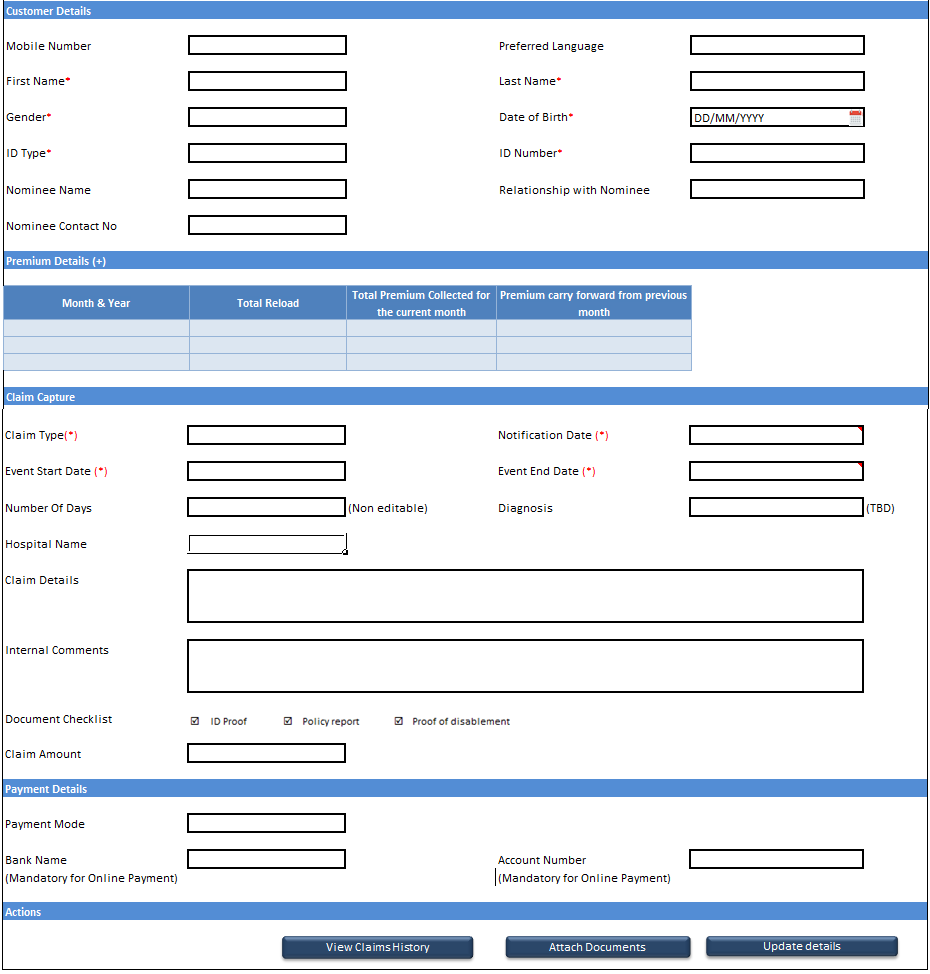 Customer Details
Mobile Number
Preferred Language
First Name*
Last Name*
Gender*
Date of Birth*
DD/MM/YYYY
ID Type*
ID Number*
Nominee Name
Relationship with Nominee
Nominee Contact No
Premium Details (+)
Month & Year
Total Reload
Total Premium Collected for
the current month
Premium carry forward from previous
month
Claim Capture
Claim Type(*)
Notification Date (*)
Event Start Date (*)
Event End Date (*)
Number Of Days
(Non editable)
Diagnosis
(TBD)
Hospital Name
Claim Details
Internal Comments
Document Checklist
ID Proof
Policy report
Proof of disablement
Claim Amount
Payment Details
Payment Mode
Bank Name
(Mandatory for Online Payment)
Account Number
(Mandatory for Online Payment)
Actions
View Claims History
Attach Documents
Update details